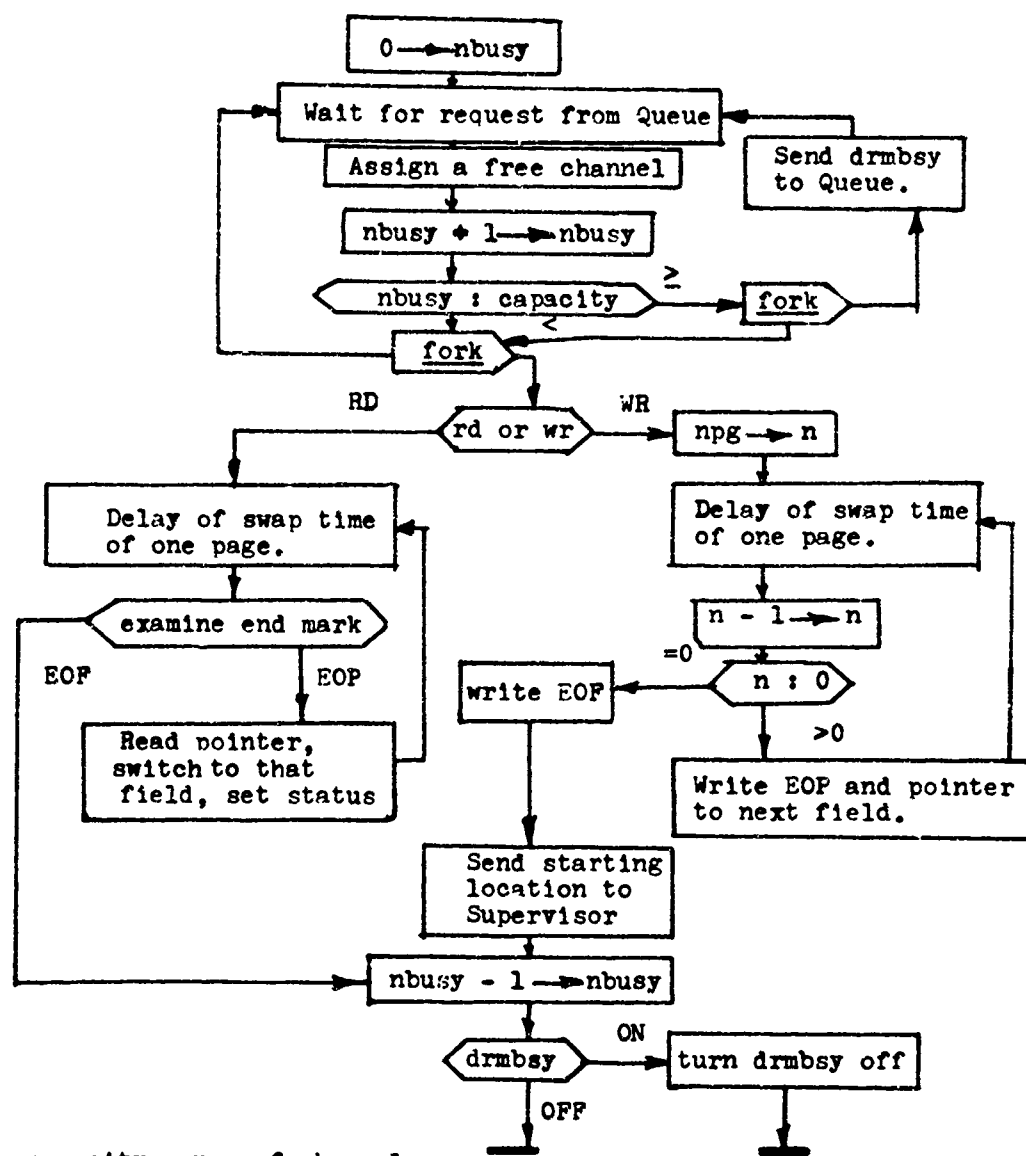 0 → nbusy
Wait for request from Queue
Assign a free channel
Send drmbsy
to Queue.
nbusy + 1 → nbusy
nbusy : capacity
≥
fork
<
fork
RD
rd or wr
WR
npg → n
Delay of swap time
of one page.
Delay of swap time
of one page.
examine end mark
n - 1 → n
EOF
EOP
=0
n : 0
write EOF
>0
Read pointer,
switch to that
field, set status
Write EOP and pointer
to next field.
Send starting
location to
Supervisor
nbusy - 1 → nbusy
drmbsy
ON
turn drmbsy off
OFF